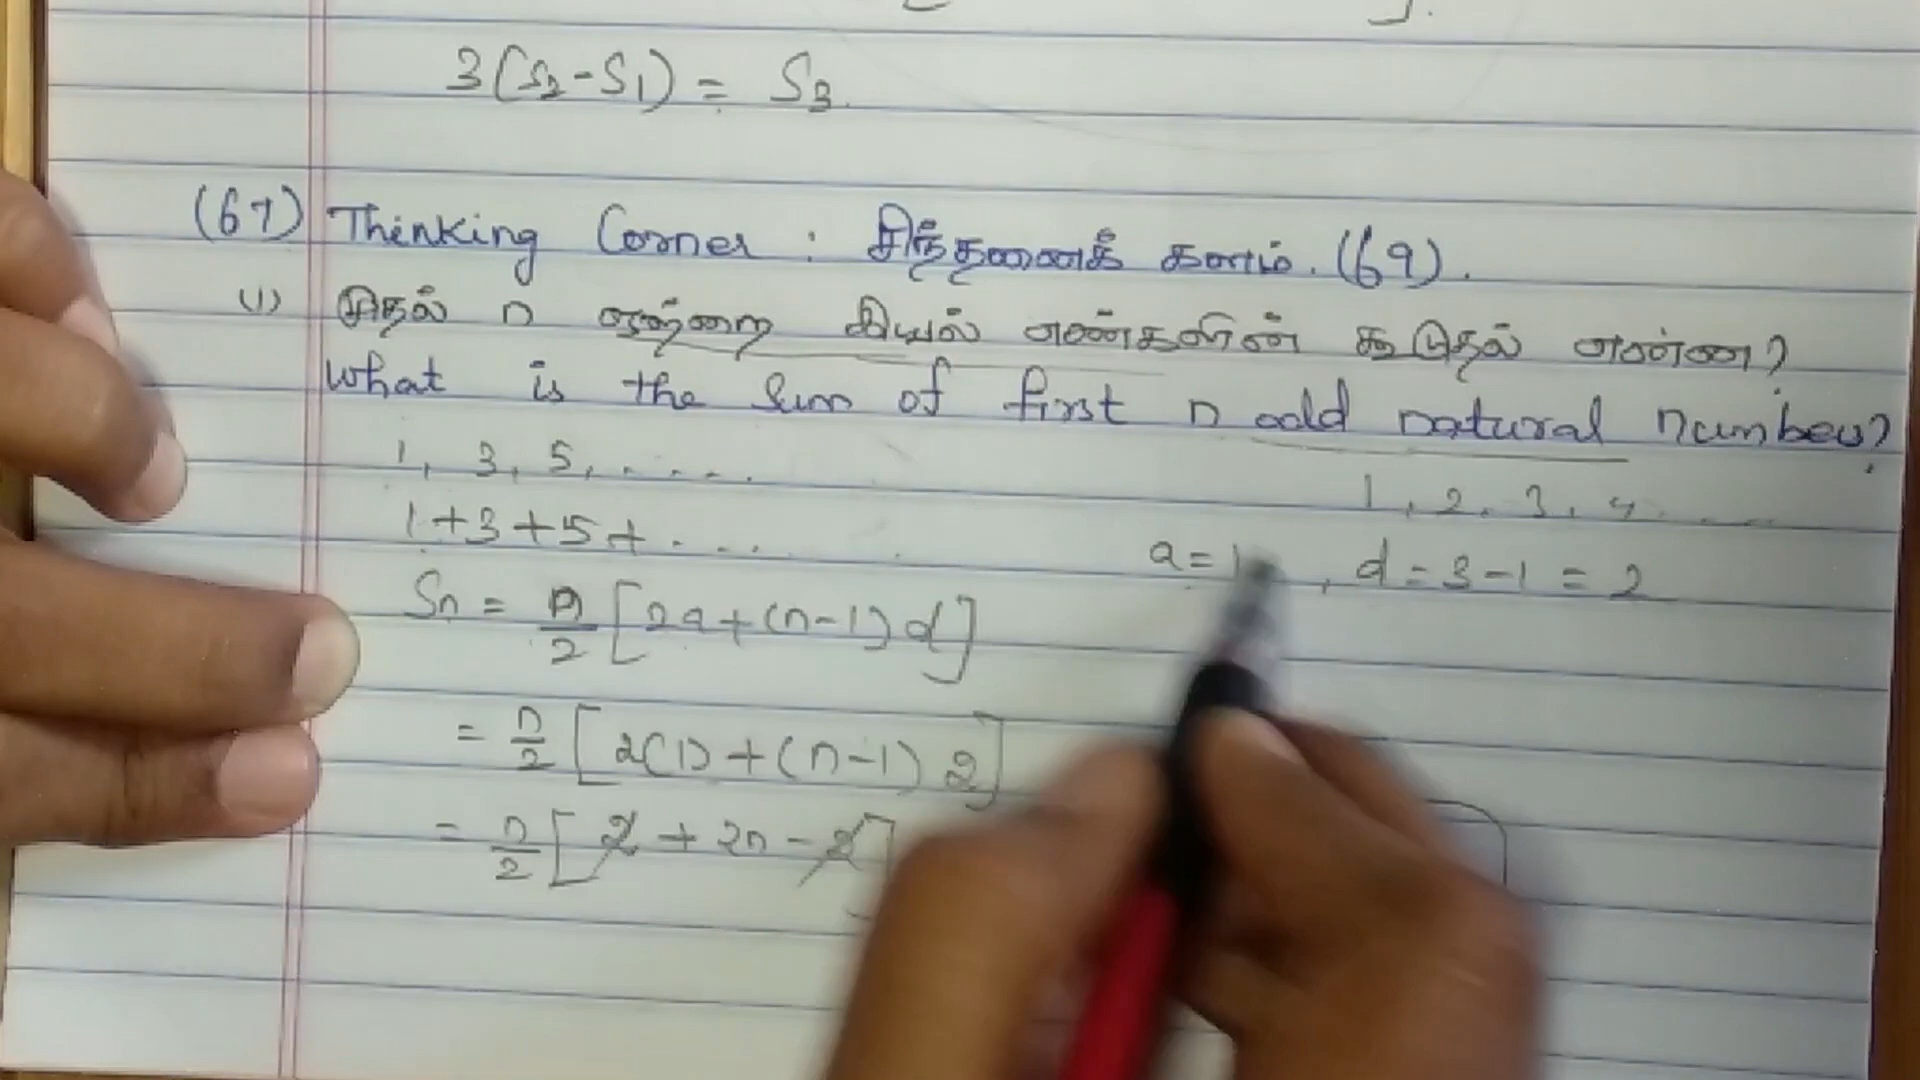 3(S₂-S₁) = S₃.
(67) Thinking Corner : சிந்தனைக் களம். (69).
(1) முதல் n ஒற்றை இயல் எண்களின் கூடுதல் என்ன?
What is the Sum of first n odd natural number?
1, 3, 5, .....
1, 2, 3, 4 ....
1+3+5+....
a=1, d=3-1=2
Sn = n/2 [2a+(n-1)d]
= n/2 [2(1)+(n-1)2]
= n/2 [2+2n-2]